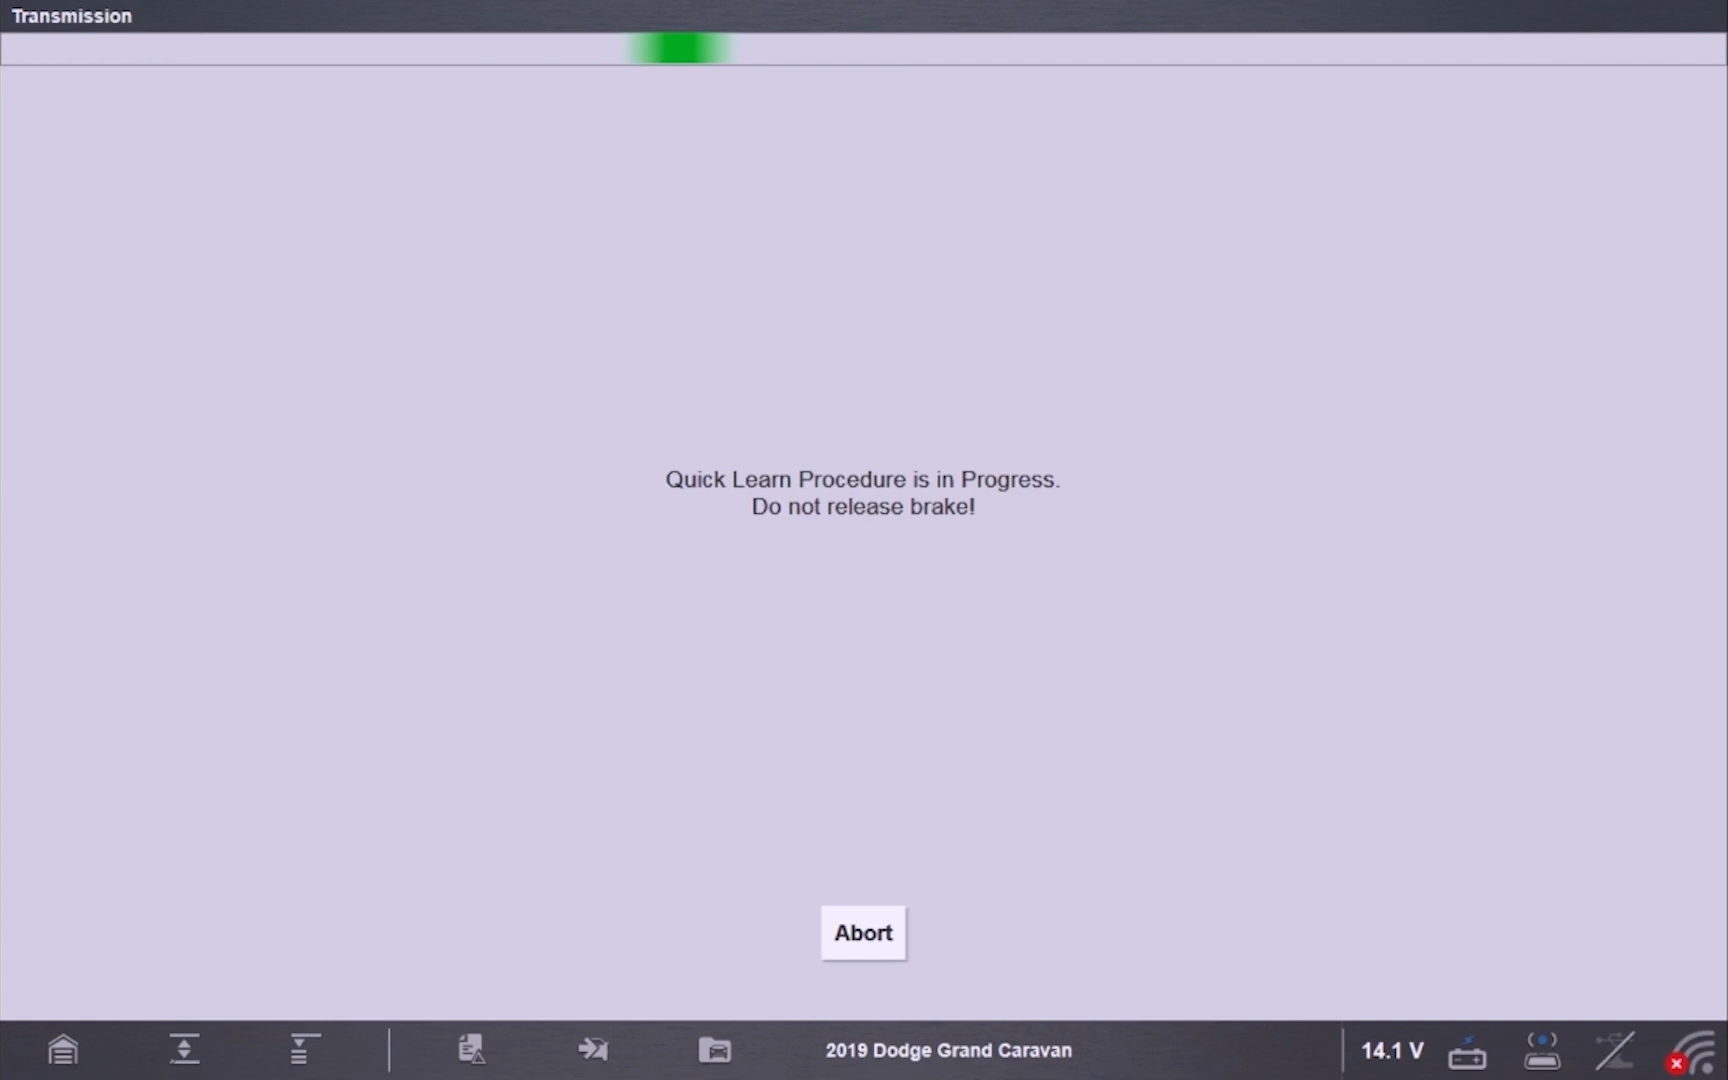 Transmission
Quick Learn Procedure is in Progress.
Do not release brake!
Abort
2019 Dodge Grand Caravan
14.1 V